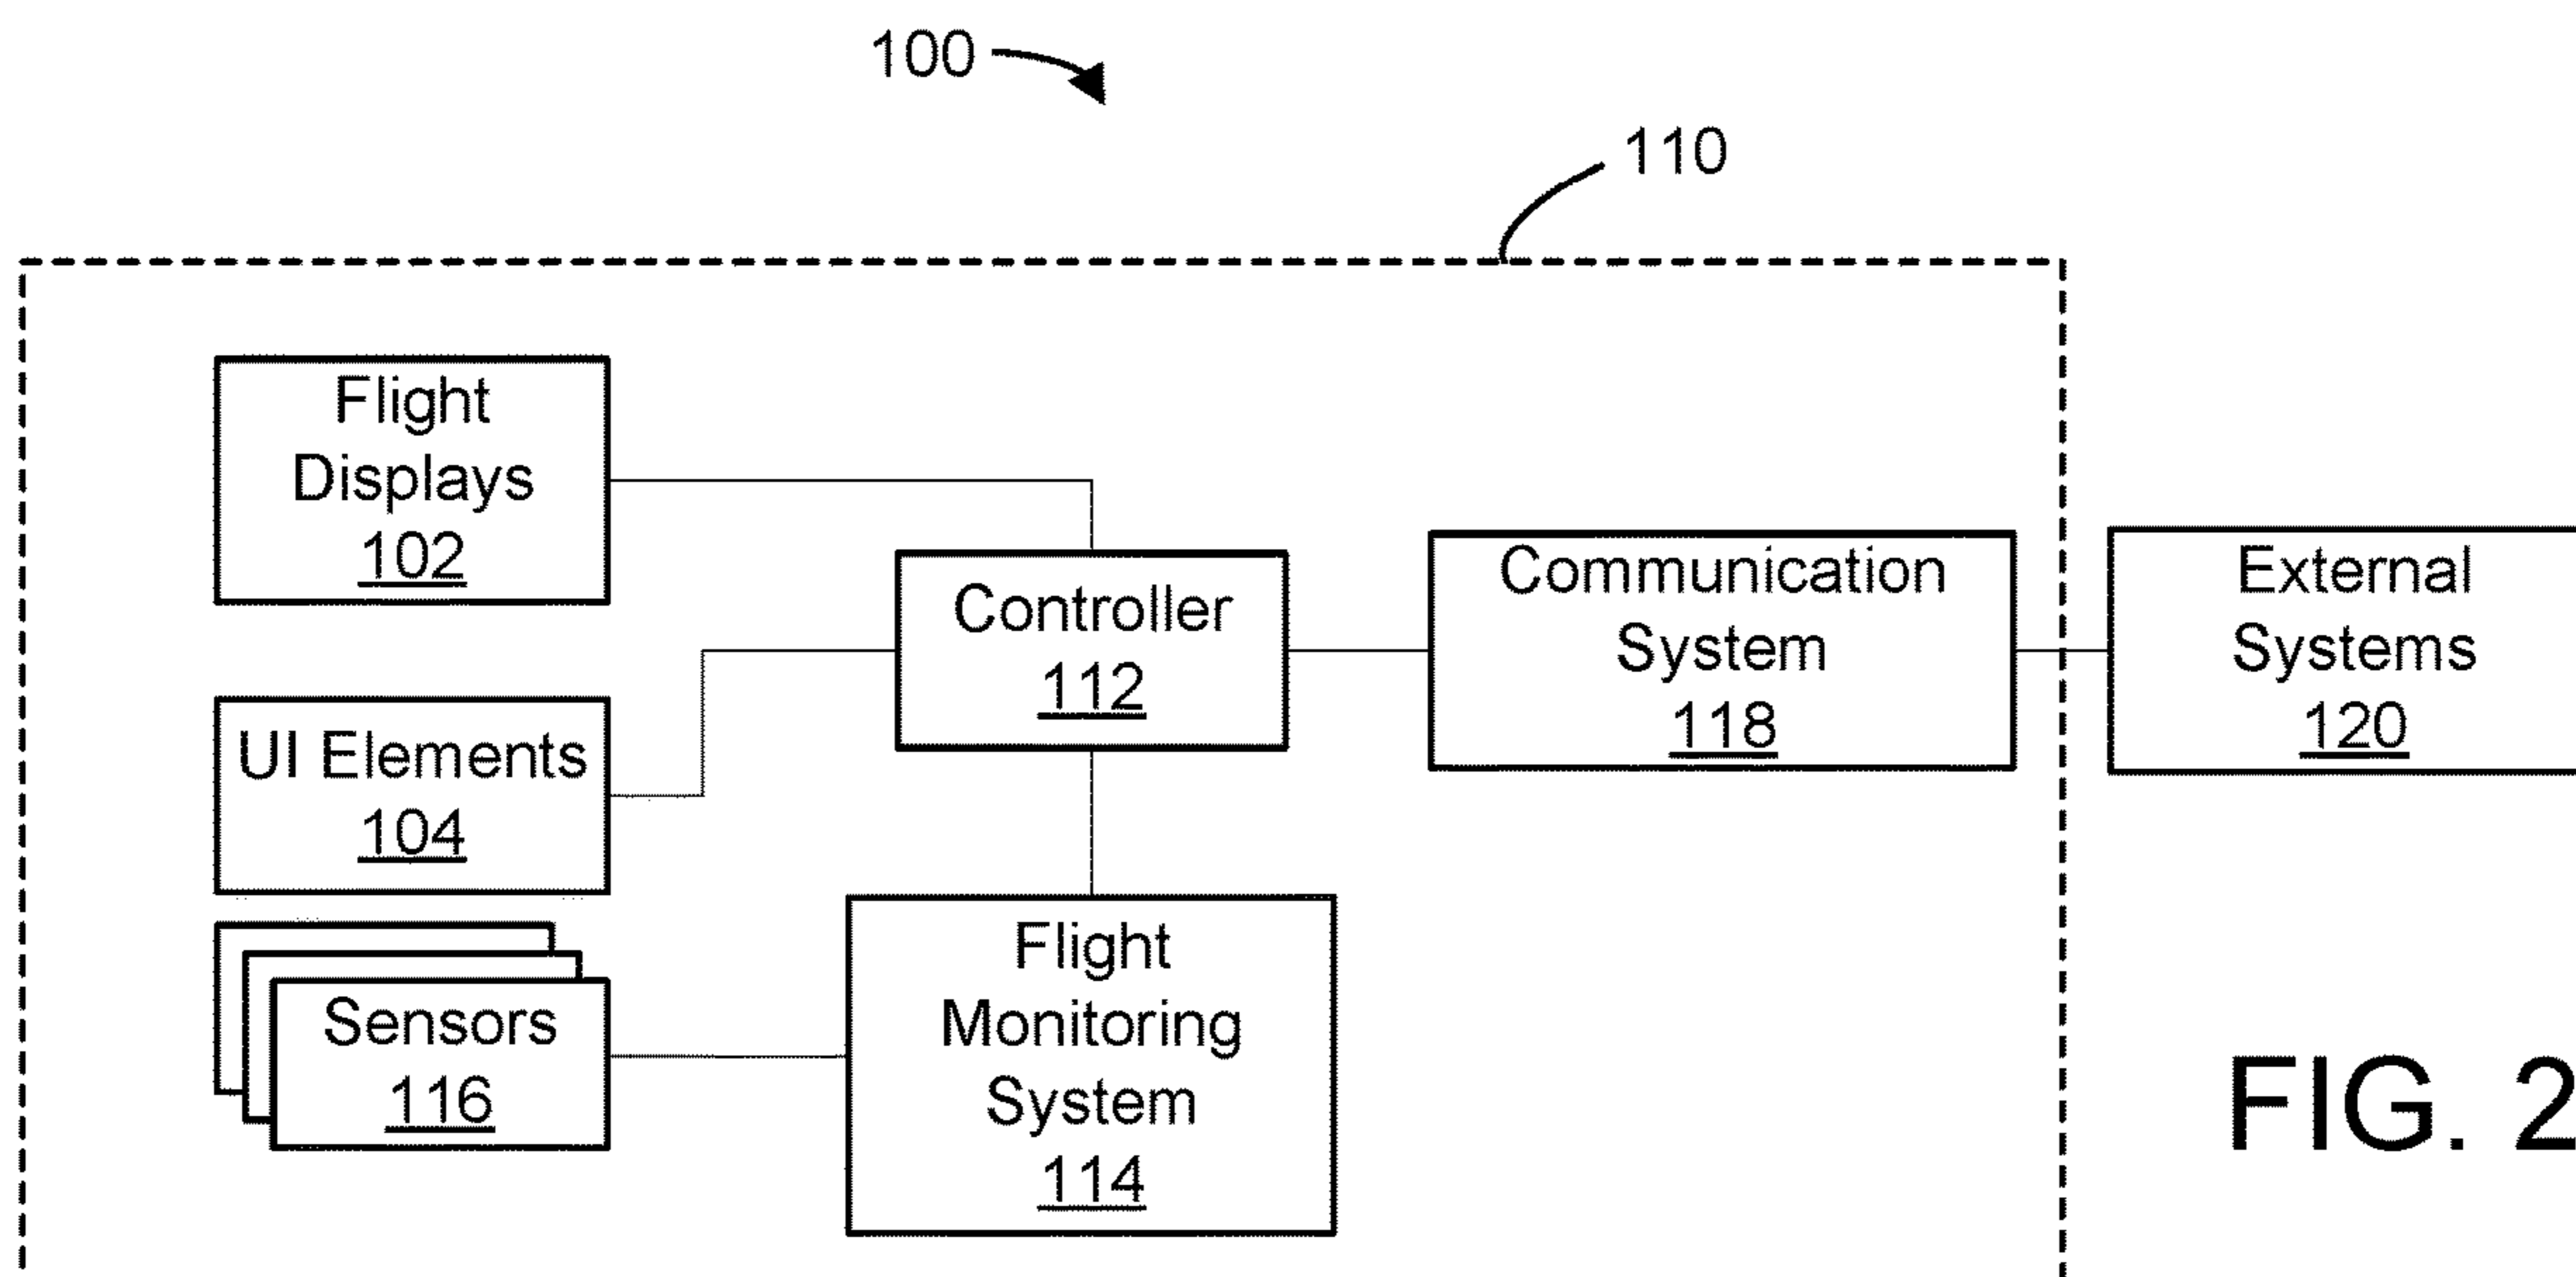 100
110
Flight
Displays
102
Controller
112
Communication
System
118
External
Systems
120
UI Elements
104
Sensors
116
Flight
Monitoring
System
114
FIG. 2